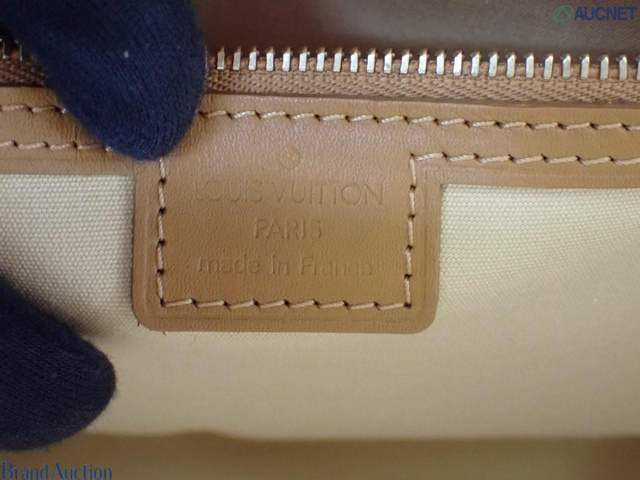 AUCNET
LOUIS VUITTON
PARIS
made in France
Brand Auction